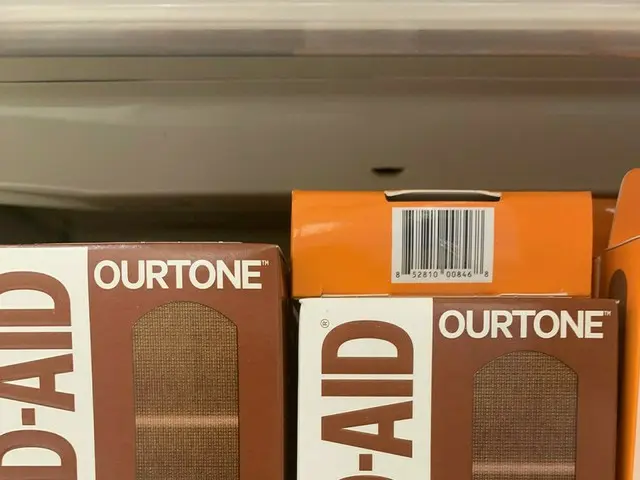 OURTONE™
D-AID
8 52810 00846 8
OURTONE™
D-AID®